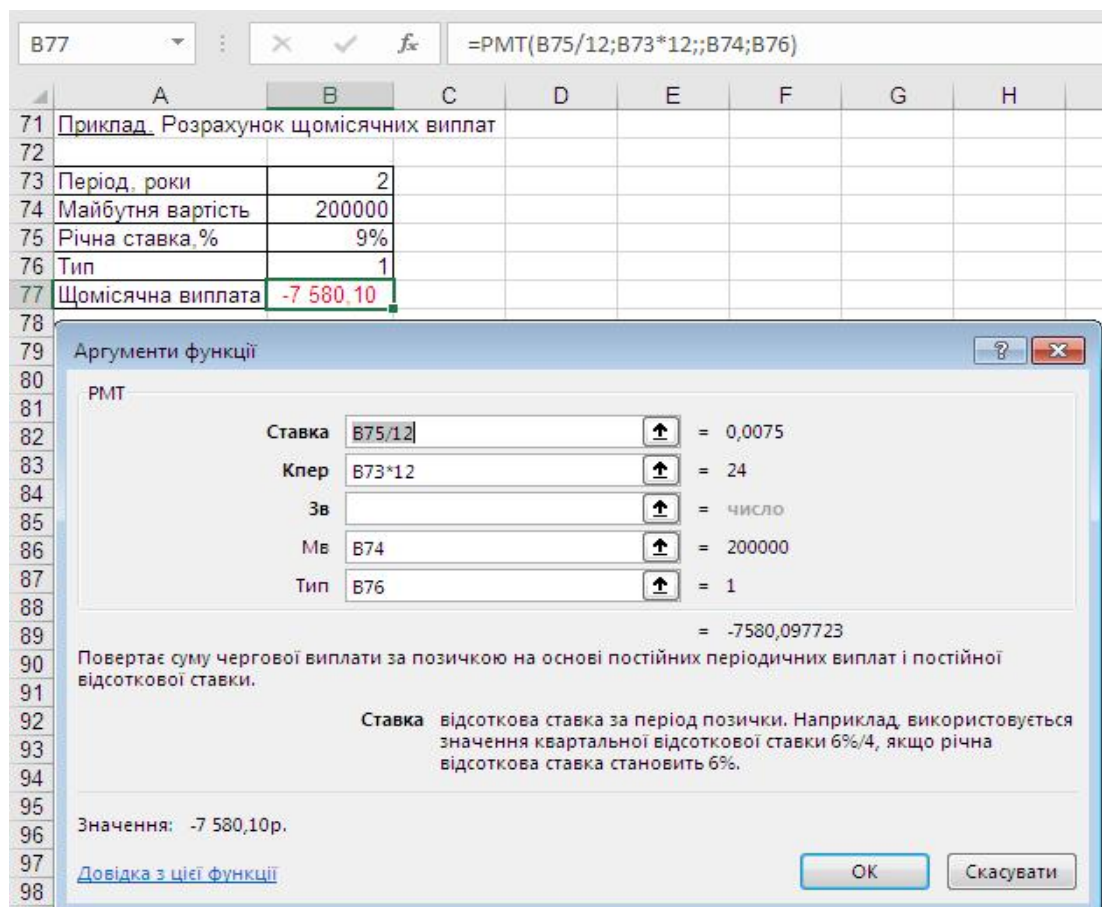 B77 fx =PMT(B75/12;B73*12;;B74;B76)
A B C D E F G H
71 Приклад. Розрахунок щомісячних виплат
72
73 Період, роки 2
74 Майбутня вартість 200000
75 Річна ставка,% 9%
76 Тип 1
77 Щомісячна виплата -7 580,10
78
79 Аргументи функції ?
80
81 PMT
82 Ставка B75/12 = 0,0075
83 Кпер B73*12 = 24
84
85 Зв = число
86 Мв B74 = 200000
87 Тип B76 = 1
88
89 = -7580,097723
90 Повертає суму чергової виплати за позичкою на основі постійних періодичних виплат і постійної
91 відсоткової ставки.
92 Ставка відсоткова ставка за період позички. Наприклад, використовується
93 значення квартальної відсоткової ставки 6%/4, якщо річна
94 відсоткова ставка становить 6%.
95
96 Значення: -7 580,10р.
97 Довідка з цієї функції OK Скасувати
98